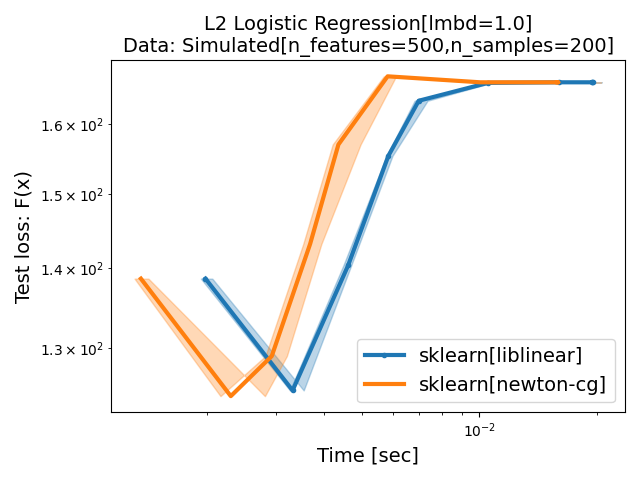 L2 Logistic Regression[lmbd=1.0]
Data: Simulated[n_features=500,n_samples=200]
Test loss: F(x)
1.6 × 10²
1.5 × 10²
1.4 × 10²
1.3 × 10²
sklearn[liblinear]
sklearn[newton-cg]
10⁻²
Time [sec]